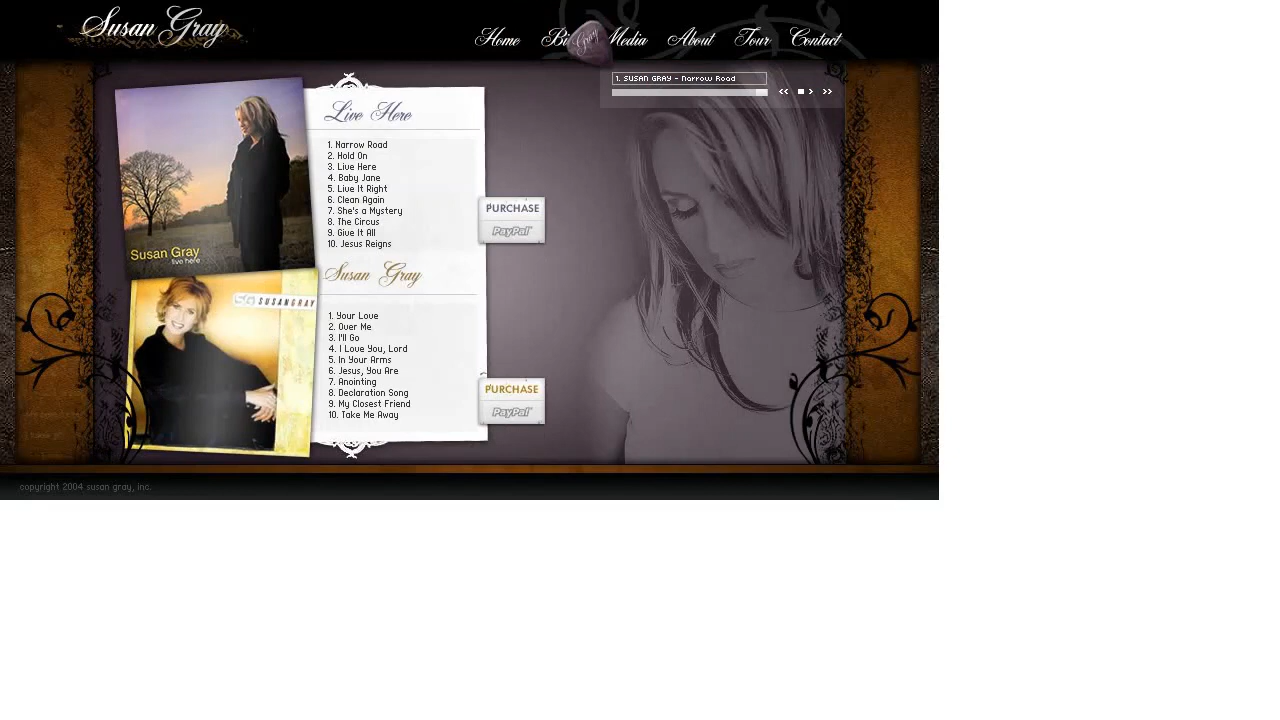 Susan Gray
Home
Bi
Gray
Media
About
Tour
Contact
1. SUSAN GRAY - Narrow Road
Live Here
1. Narrow Road
2. Hold On
3. Live Here
4. Baby Jane
5. Live It Right
6. Clean Again
7. She's a Mystery
8. The Circus
9. Give It All
10. Jesus Reigns
PURCHASE
PayPal
Susan Gray
live here
Susan Gray
SG SUSANGRAY
1. Your Love
2. Over Me
3. I'll Go
4. I Love You, Lord
5. In Your Arms
6. Jesus, You Are
7. Anointing
8. Declaration Song
9. My Closest Friend
10. Take Me Away
PURCHASE
PayPal
copyright 2004 susan gray, inc.